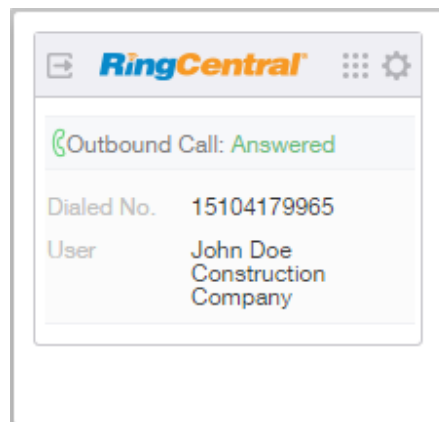 RingCentral®
Outbound Call: Answered
Dialed No. 15104179965
User John Doe
Construction
Company